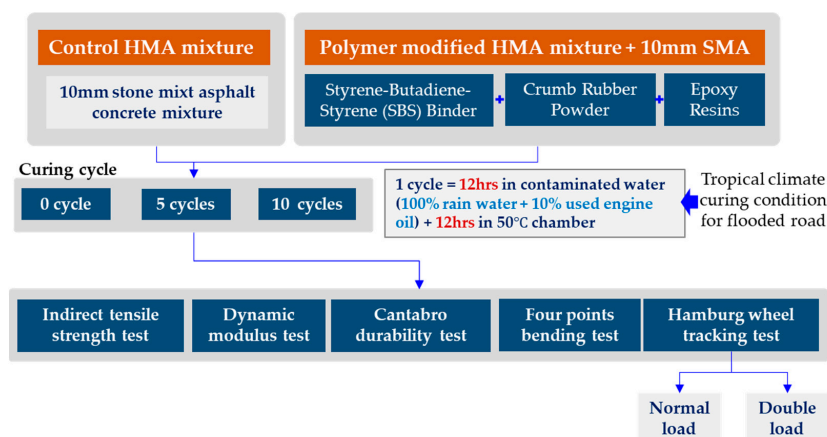 Control HMA mixture
10mm stone mixt asphalt
concrete mixture
Polymer modified HMA mixture + 10mm SMA
Styrene-Butadiene-
Styrene (SBS) Binder
+
Crumb Rubber
Powder
+
Epoxy
Resins
Curing cycle
0 cycle
5 cycles
10 cycles
1 cycle = 12hrs in contaminated water
(100% rain water + 10% used engine
oil) + 12hrs in 50℃ chamber
Tropical climate
curing condition
for flooded road
Indirect tensile
strength test
Dynamic
modulus test
Cantabro
durability test
Four points
bending test
Hamburg wheel
tracking test
Normal
load
Double
load